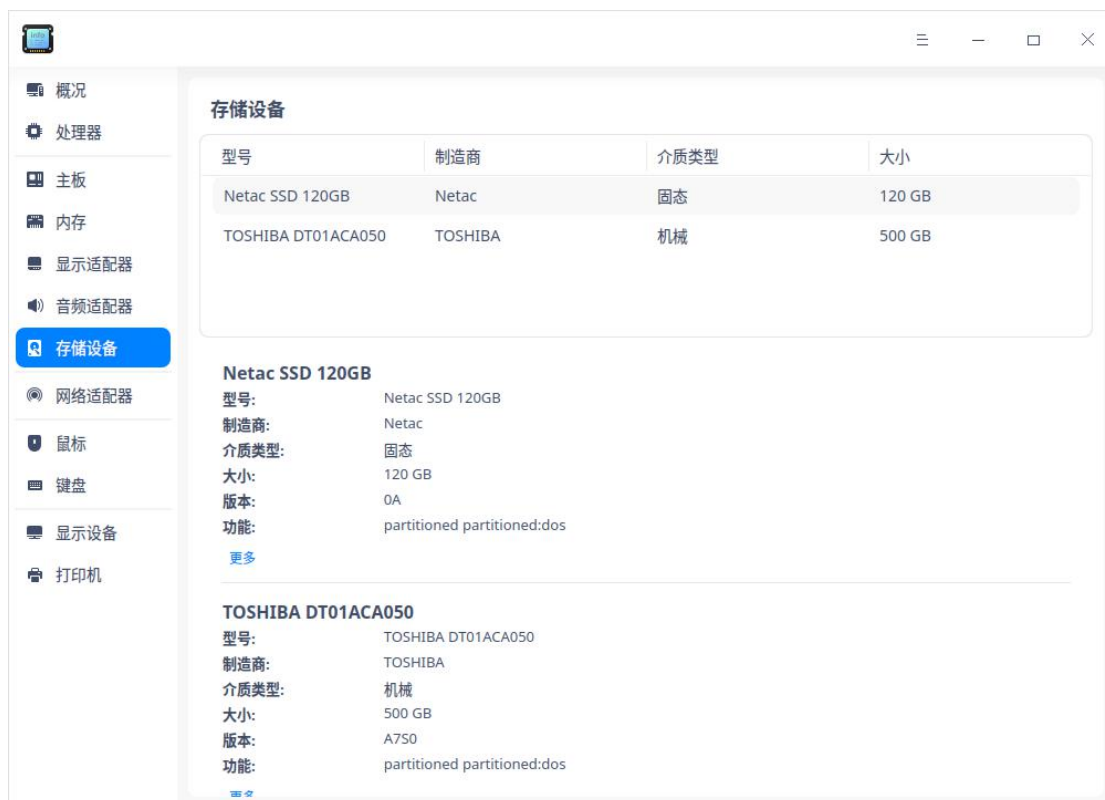 概况
处理器
主板
内存
显示适配器
音频适配器
存储设备
网络适配器
鼠标
键盘
显示设备
打印机
存储设备
型号 制造商 介质类型 大小
Netac SSD 120GB Netac 固态 120 GB
TOSHIBA DT01ACA050 TOSHIBA 机械 500 GB
Netac SSD 120GB
型号: Netac SSD 120GB
制造商: Netac
介质类型: 固态
大小: 120 GB
版本: 0A
功能: partitioned partitioned:dos
更多
TOSHIBA DT01ACA050
型号: TOSHIBA DT01ACA050
制造商: TOSHIBA
介质类型: 机械
大小: 500 GB
版本: A7S0
功能: partitioned partitioned:dos
更多